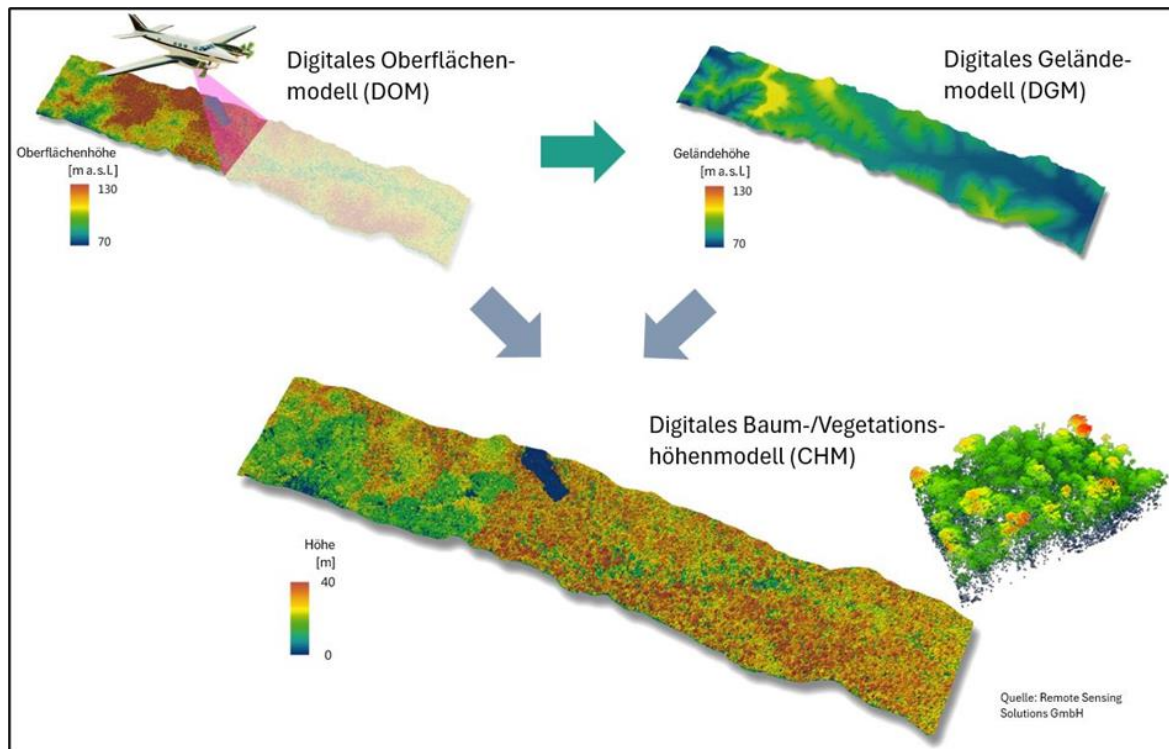 Digitales Oberflächen-
modell (DOM)
Oberflächenhöhe
[m a.s.l.]
130
70
Digitales Gelände-
modell (DGM)
Geländehöhe
[m a.s.l.]
130
70
Digitales Baum-/Vegetations-
höhenmodell (CHM)
Höhe
[m]
40
0
Quelle: Remote Sensing
Solutions GmbH